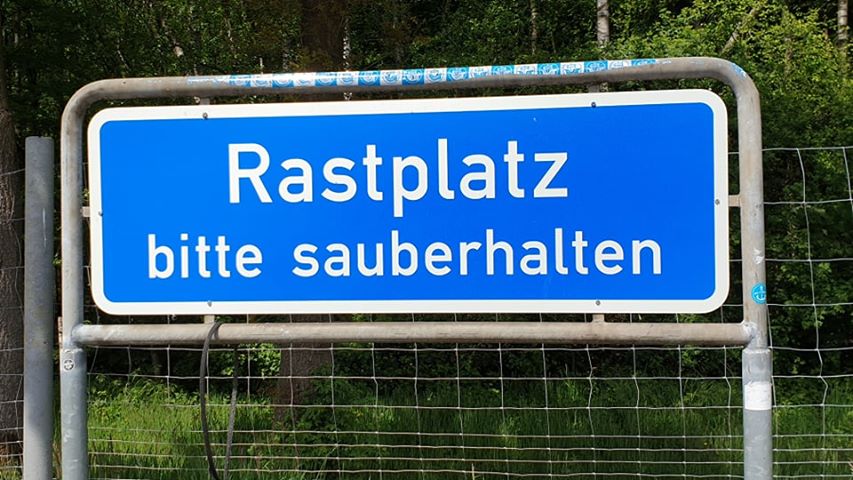 Rastplatz
bitte sauberhalten